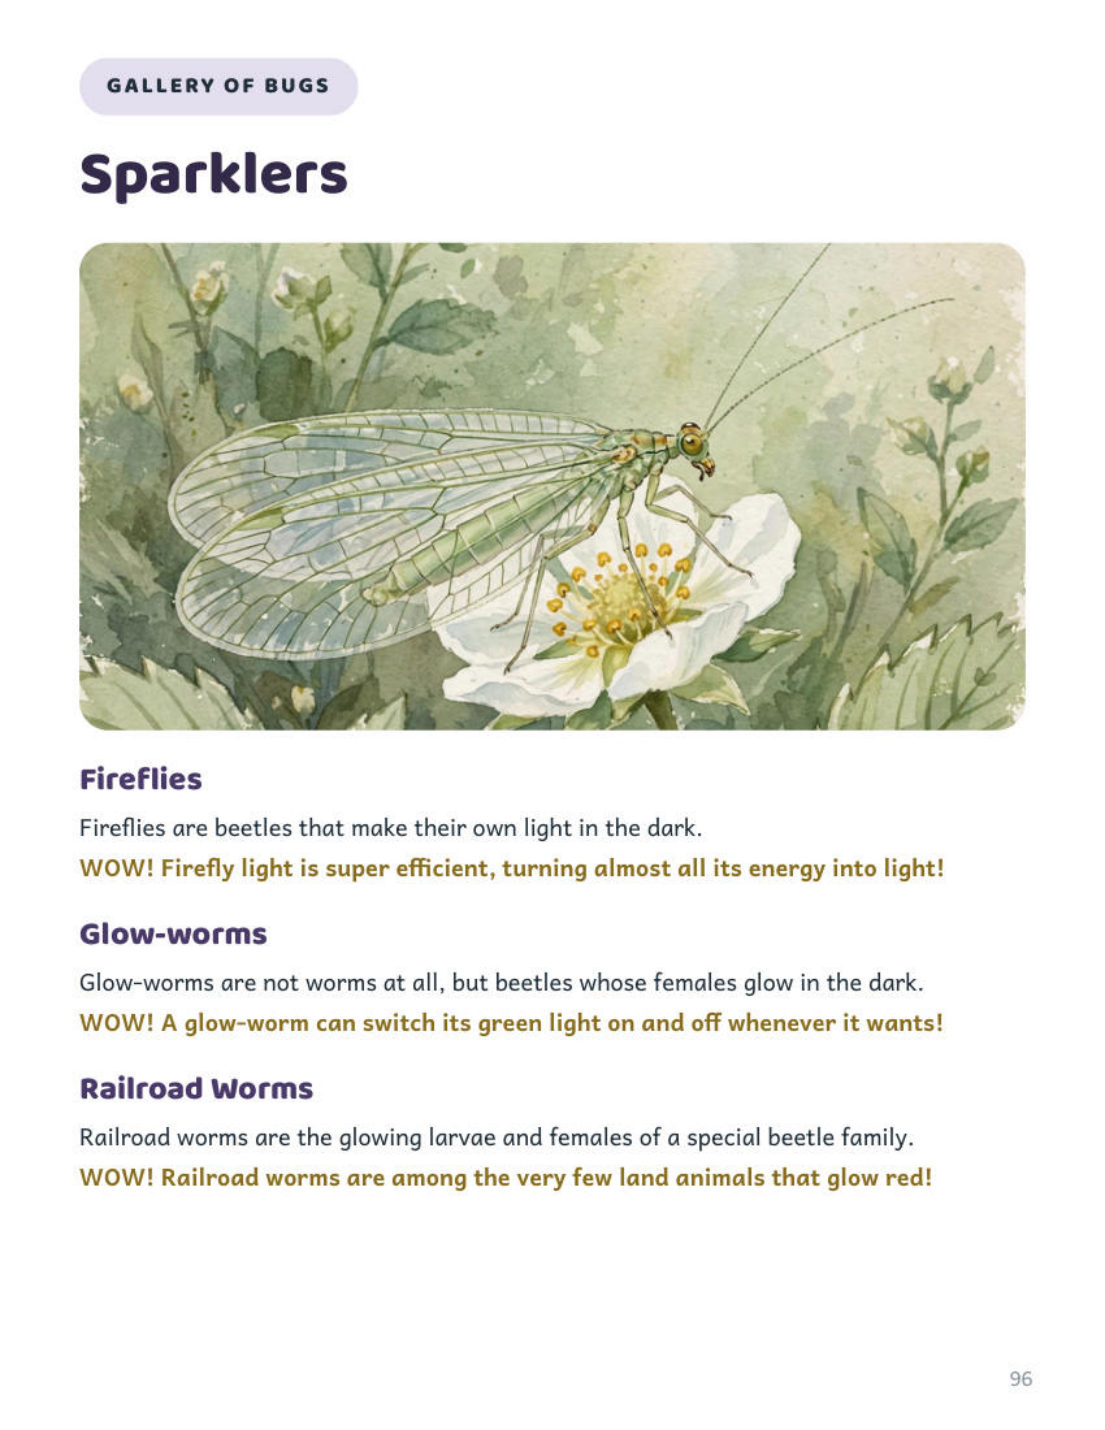 GALLERY OF BUGS
Sparklers
Fireflies
Fireflies are beetles that make their own light in the dark.
WOW! Firefly light is super efficient, turning almost all its energy into light!
Glow-worms
Glow-worms are not worms at all, but beetles whose females glow in the dark.
WOW! A glow-worm can switch its green light on and off whenever it wants!
Railroad Worms
Railroad worms are the glowing larvae and females of a special beetle family.
WOW! Railroad worms are among the very few land animals that glow red!
96